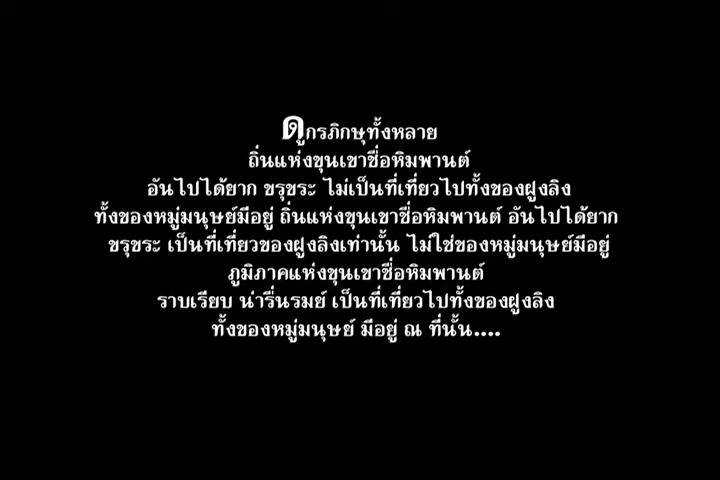 ดูกรภิกษุทั้งหลาย
ถิ่นแห่งขุนเขาชื่อหิมพานต์
อันไปได้ยาก ขรุขระ ไม่เป็นที่เที่ยวไปทั้งของฝูงลิง
ทั้งของหมู่มนุษย์มีอยู่ ถิ่นแห่งขุนเขาชื่อหิมพานต์ อันไปได้ยาก
ขรุขระ เป็นที่เที่ยวของฝูงลิงเท่านั้น ไม่ใช่ของหมู่มนุษย์มีอยู่
ภูมิภาคแห่งขุนเขาชื่อหิมพานต์
ราบเรียบ น่ารื่นรมย์ เป็นที่เที่ยวไปทั้งของฝูงลิง
ทั้งของหมู่มนุษย์ มีอยู่ ณ ที่นั้น....